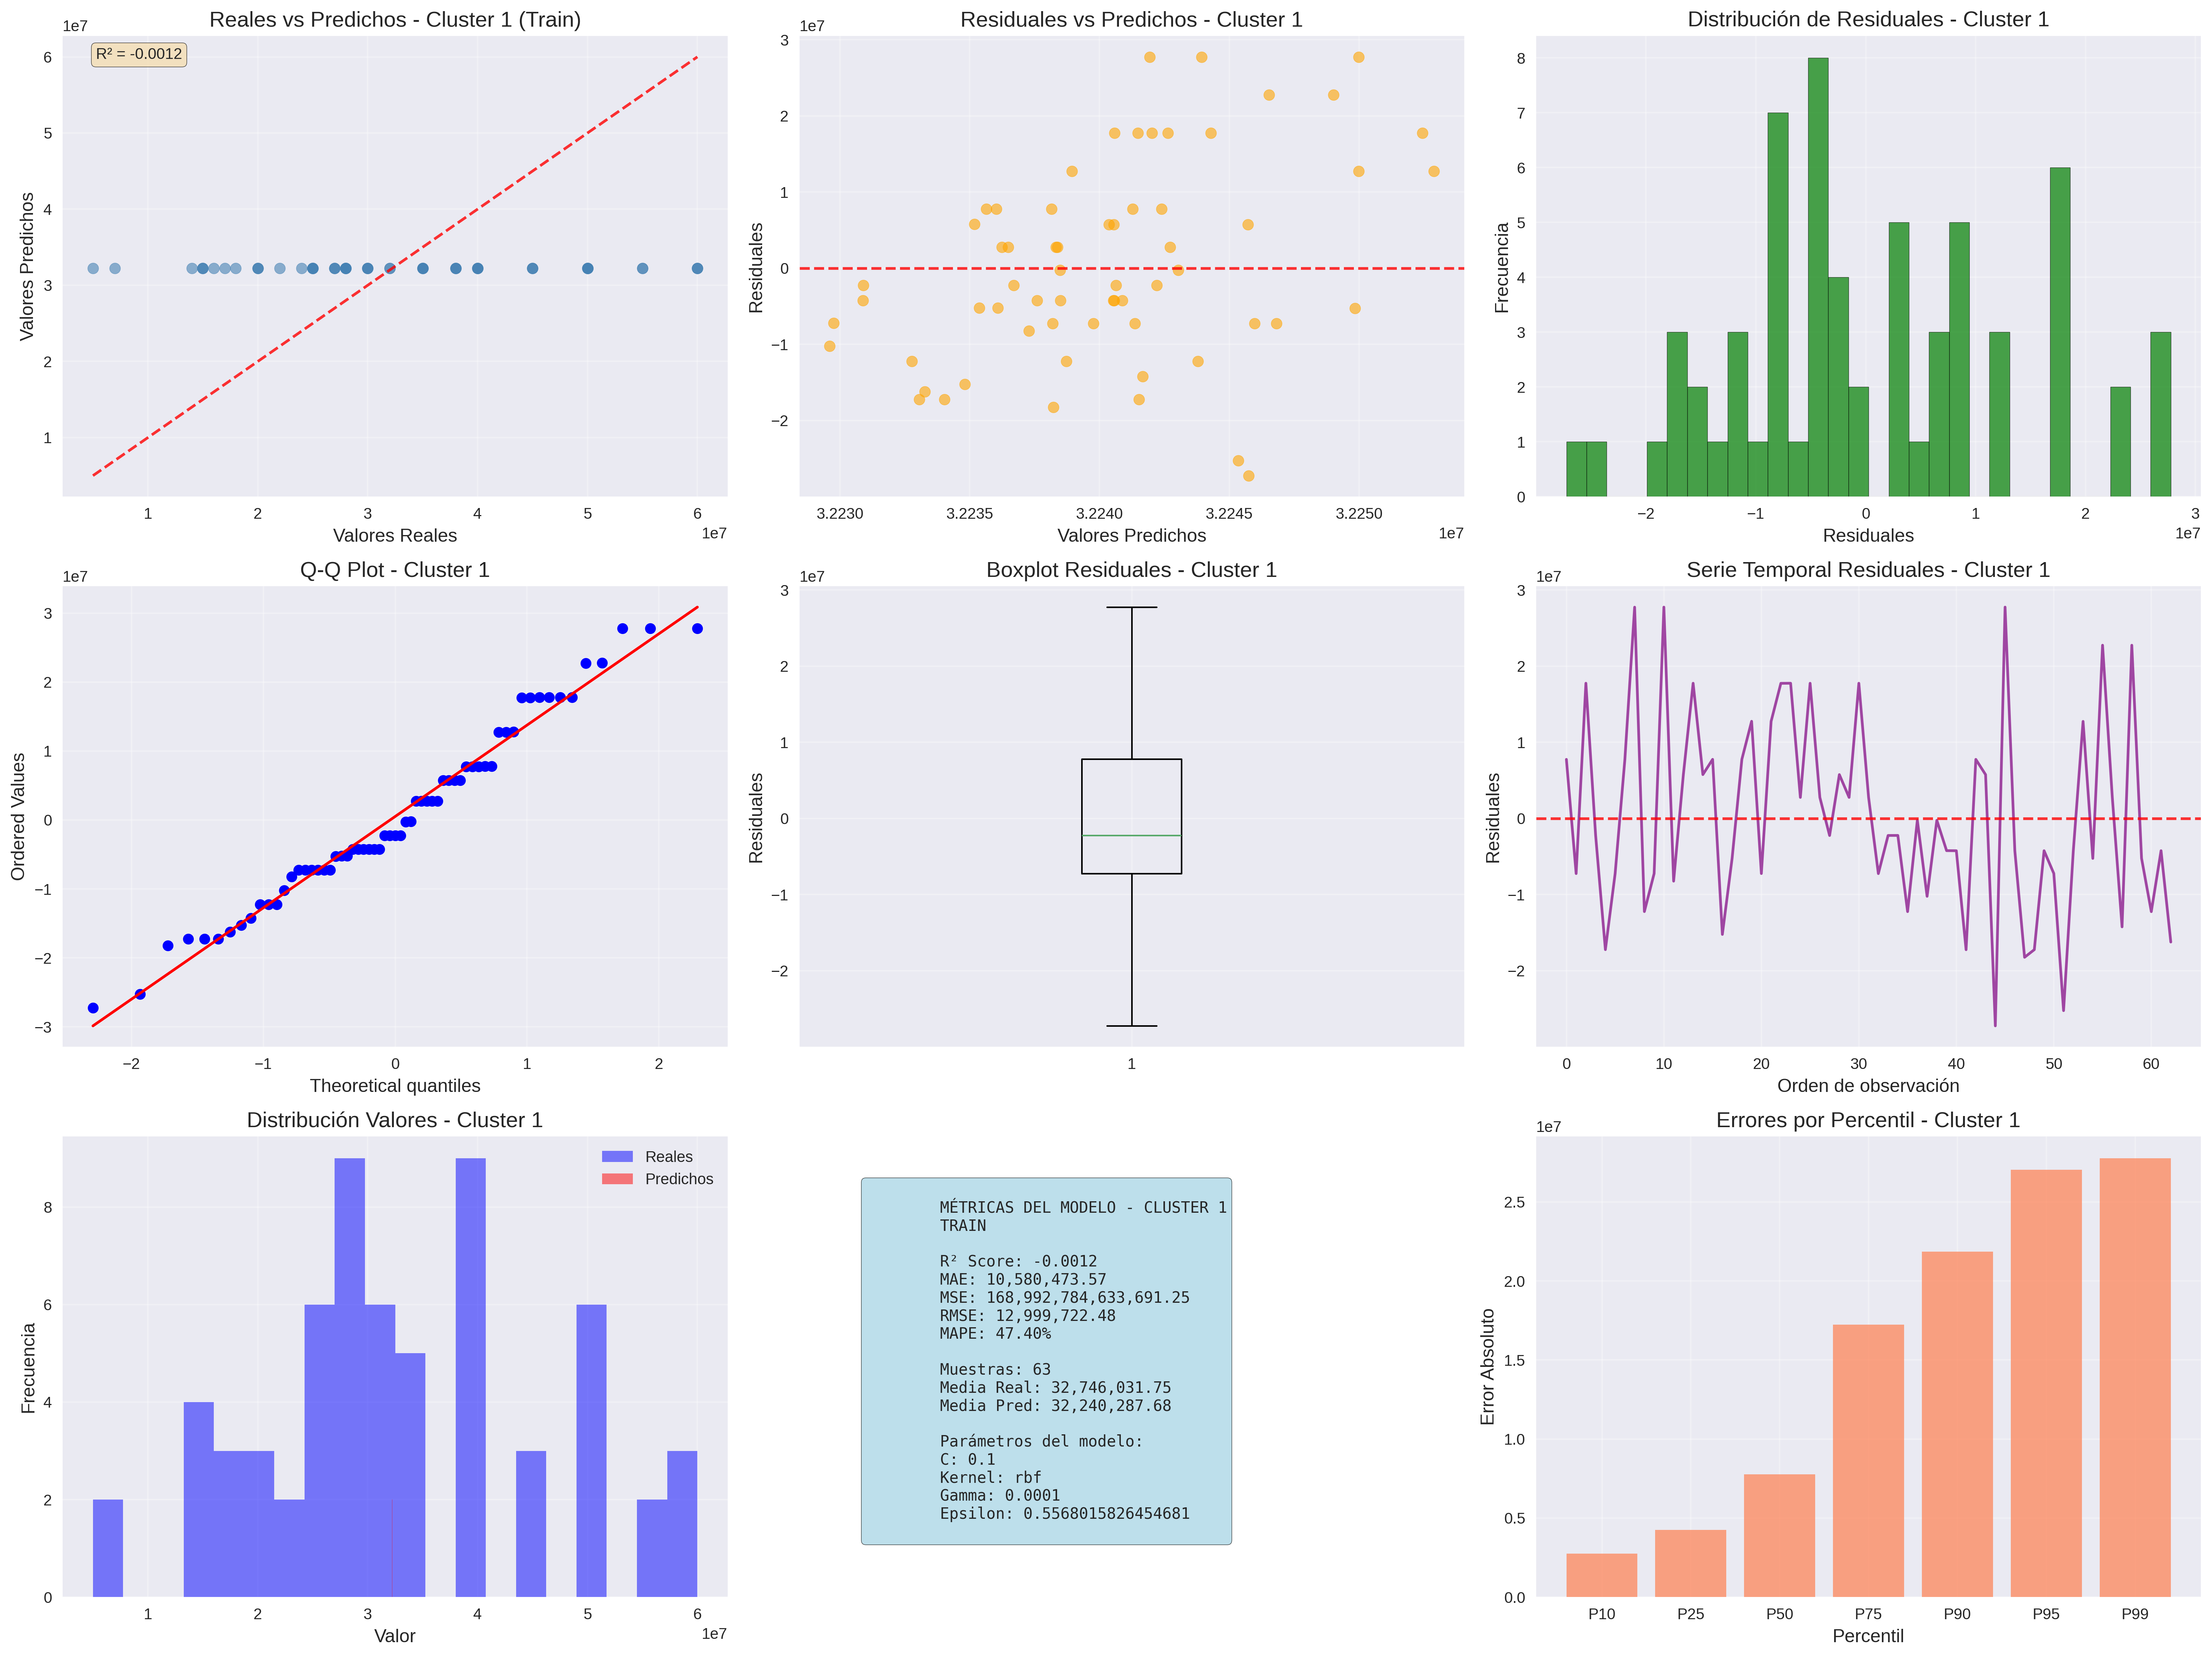 Reales vs Predichos - Cluster 1 (Train)
1e7
R² = -0.0012
6
5
4
3
2
1
Valores Predichos
1 2 3 4 5 6
1e7
Valores Reales
Residuales vs Predichos - Cluster 1
1e7
3
2
1
0
−1
−2
Residuales
3.2230 3.2235 3.2240 3.2245 3.2250
1e7
Valores Predichos
Distribución de Residuales - Cluster 1
8
7
6
5
4
3
2
1
0
Frecuencia
−2 −1 0 1 2 3
1e7
Residuales
Q-Q Plot - Cluster 1
1e7
3
2
1
0
−1
−2
−3
Ordered Values
−2 −1 0 1 2
Theoretical quantiles
Boxplot Residuales - Cluster 1
1e7
3
2
1
0
−1
−2
Residuales
1
Serie Temporal Residuales - Cluster 1
1e7
3
2
1
0
−1
−2
Residuales
0 10 20 30 40 50 60
Orden de observación
Distribución Valores - Cluster 1
Reales
Predichos
8
6
4
2
0
Frecuencia
1 2 3 4 5 6
1e7
Valor
MÉTRICAS DEL MODELO - CLUSTER 1
TRAIN
R² Score: -0.0012
MAE: 10,580,473.57
MSE: 168,992,784,633,691.25
RMSE: 12,999,722.48
MAPE: 47.40%
Muestras: 63
Media Real: 32,746,031.75
Media Pred: 32,240,287.68
Parámetros del modelo:
C: 0.1
Kernel: rbf
Gamma: 0.0001
Epsilon: 0.5568015826454681
Errores por Percentil - Cluster 1
1e7
2.5
2.0
1.5
1.0
0.5
0.0
Error Absoluto
P10 P25 P50 P75 P90 P95 P99
Percentil